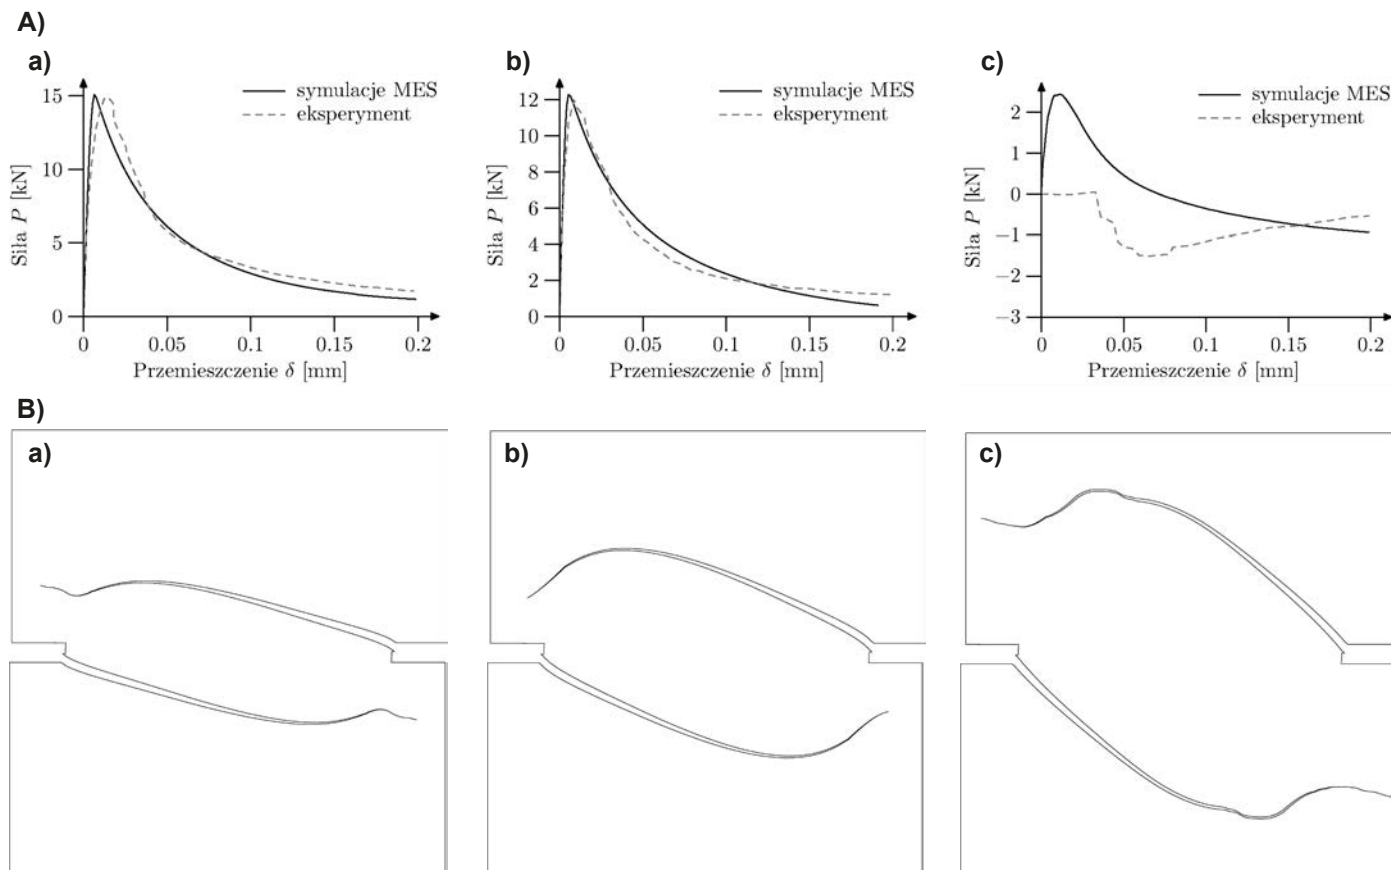 A)
a)
15
10
5
0
0
0.05
0.1
0.15
0.2
Siła P [kN]
Przemieszczenie δ [mm]
symulacje MES
eksperyment
b)
12
10
8
6
4
2
0
0
0.05
0.1
0.15
0.2
Siła P [kN]
Przemieszczenie δ [mm]
symulacje MES
eksperyment
c)
2
1
0
−1
−2
−3
0
0.05
0.1
0.15
0.2
Siła P [kN]
Przemieszczenie δ [mm]
symulacje MES
eksperyment
B)
a)
b)
c)